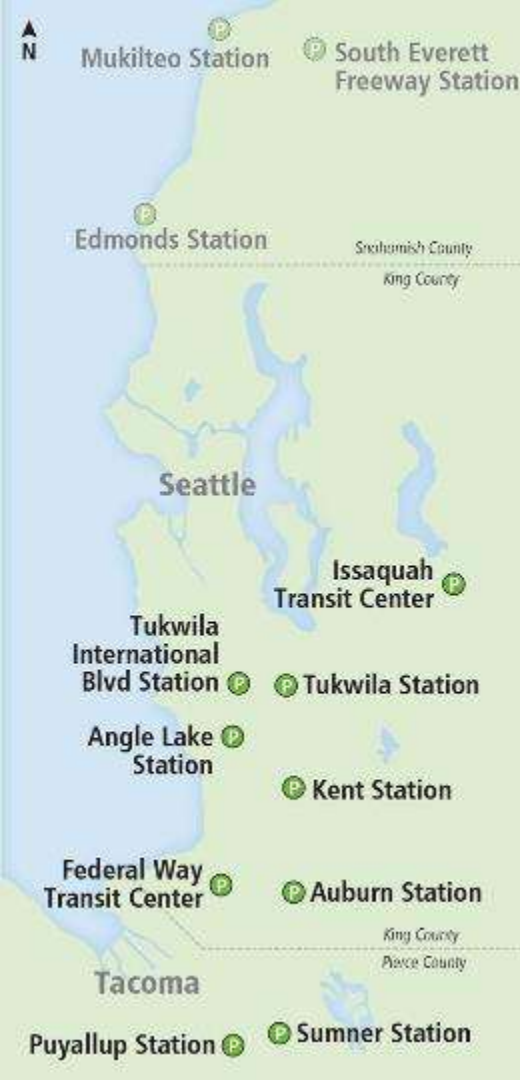 N
P
Mukilteo Station
P
South Everett
Freeway Station
P
Edmonds Station
Snohomish County
King County
Seattle
Issaquah
Transit Center
P
Tukwila
International
Blvd Station
P
P
Tukwila Station
Angle Lake
Station
P
P
Kent Station
Federal Way
Transit Center
P
P
Auburn Station
King County
Pierce County
Tacoma
Puyallup Station
P
P
Sumner Station